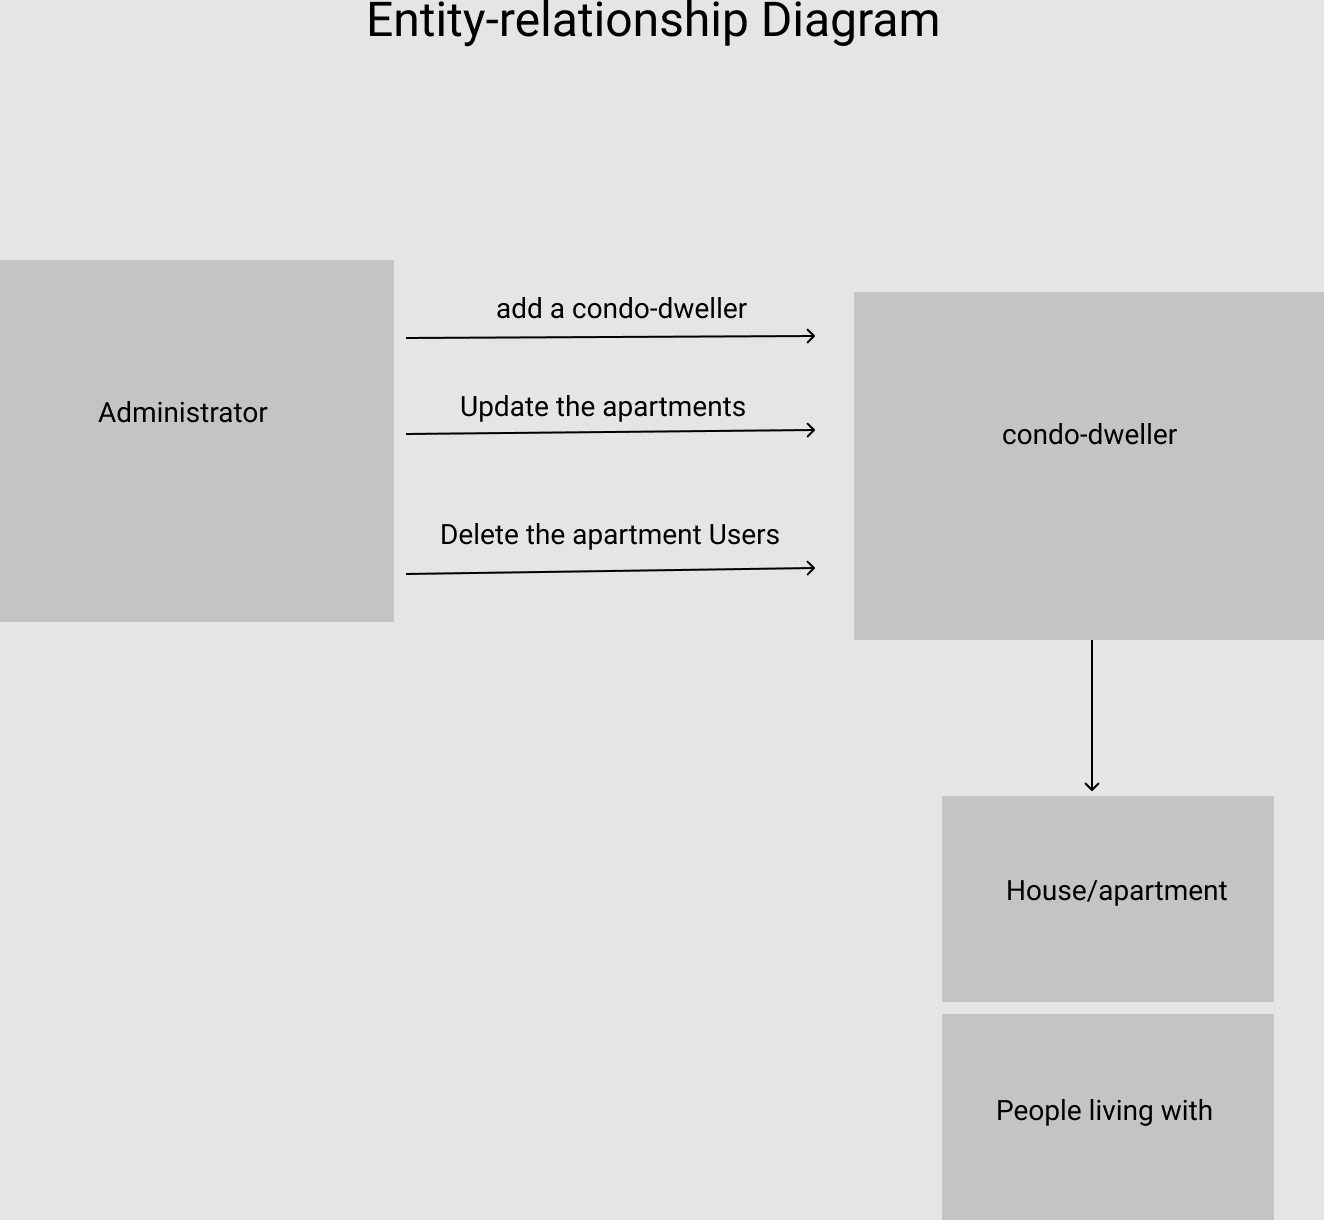 Entity-relationship Diagram
add a condo-dweller
Administrator
Update the apartments
condo-dweller
Delete the apartment Users
House/apartment
People living with